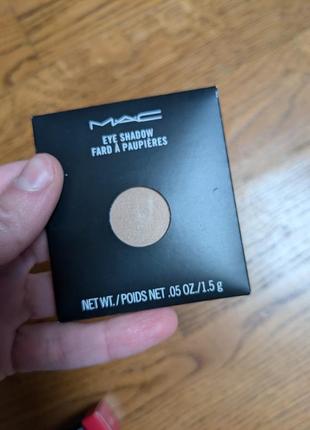 MAC
EYE SHADOW
FARD À PAUPIÈRES
NET WT./POIDS NET .05 OZ./1.5 g